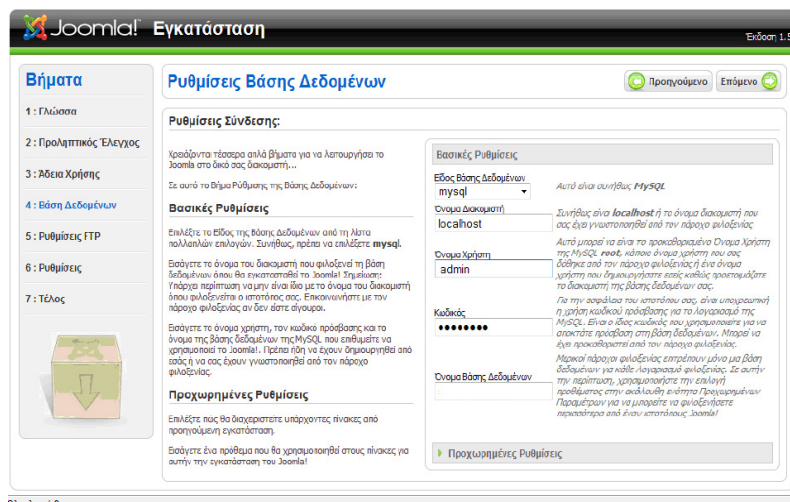 Joomla! Εγκατάσταση
Έκδοση 1.5
Βήματα
1 : Γλώσσα
2 : Προληπτικός Έλεγχος
3 : Άδεια Χρήσης
4 : Βάση Δεδομένων
5 : Ρυθμίσεις FTP
6 : Ρυθμίσεις
7 : Τέλος
Ρυθμίσεις Βάσης Δεδομένων
Προηγούμενο
Επόμενο
Ρυθμίσεις Σύνδεσης:
Χρειάζονται τέσσερα απλά βήματα για να λειτουργήσει το
Joomla στο δικό σας διακομιστή...
Σε αυτό το Βήμα Ρύθμισης της Βάσης Δεδομένων:
Βασικές Ρυθμίσεις
Επιλέξτε το Είδος της Βάσης Δεδομένων από τη λίστα
πολλαπλών επιλογών. Συνήθως, πρέπει να επιλέξετε mysql.
Εισάγετε το όνομα του διακομιστή που φιλοξενεί τη βάση
δεδομένων όπου θα εγκατασταθεί το Joomla! Σημείωση:
Υπάρχει περίπτωση να μην είναι ίδιο με το όνομα του διακομιστή
όπου φιλοξενείται ο ιστοτόπος σας. Επικοινωνήστε με τον
πάροχο φιλοξενίας αν δεν είστε σίγουροι.
Εισάγετε το όνομα χρήστη, τον κωδικό πρόσβασης και το
όνομα της βάσης δεδομένων της MySQL που επιθυμείτε να
χρησιμοποιεί το Joomla!. Πρέπει ήδη να έχουν δημιουργηθεί από
εσάς ή να σας έχουν γνωστοποιηθεί από τον πάροχο
φιλοξενίας.
Προχωρημένες Ρυθμίσεις
Επιλέξτε πώς θα διαχειριστείτε υπάρχοντες πίνακες από
προηγούμενη εγκατάσταση.
Εισάγετε ένα πρόθεμα που θα χρησιμοποιηθεί στους πίνακες για
αυτήν την εγκατάσταση του Joomla!
Βασικές Ρυθμίσεις
Είδος Βάσης Δεδομένων
mysql
Αυτό είναι συνήθως MySQL
Όνομα Διακομιστή
localhost
Συνήθως είναι localhost ή το όνομα διακομιστή που
σας έχει γνωστοποιηθεί από τον πάροχο φιλοξενίας
Όνομα Χρήστη
admin
Αυτό μπορεί να είναι το προκαθορισμένο Όνομα Χρήστη
της MySQL root, κάποιο όνομα χρήστη που σας
δόθηκε από τον πάροχο φιλοξενίας ή ένα όνομα
χρήστη που δημιουργήσατε εσείς καθώς προετοιμάζατε
το διακομιστή της βάσης δεδομένων σας.
Κωδικός
Για την ασφάλεια του ιστοτόπου σας, είναι υποχρεωτική
η χρήση κωδικού πρόσβασης για το λογαριασμό της
MySQL. Είναι ο ίδιος κωδικός που χρησιμοποιείτε για να
αποκτάτε πρόσβαση στη βάση δεδομένων. Μπορεί να
έχει προκαθοριστεί από τον πάροχο φιλοξενίας.
Όνομα Βάσης Δεδομένων
Μερικοί πάροχοι φιλοξενίας επιτρέπουν μόνο μια βάση
δεδομένων για κάθε λογαριασμό φιλοξενίας. Σε αυτήν
την περίπτωση, χρησιμοποιήστε την επιλογή
προθέματος στην ακόλουθη ενότητα Προχωρημένων
Παραμέτρων για να μπορείτε να φιλοξενήσετε
περισσότερα από έναν ιστοτόπους Joomla!
Προχωρημένες Ρυθμίσεις